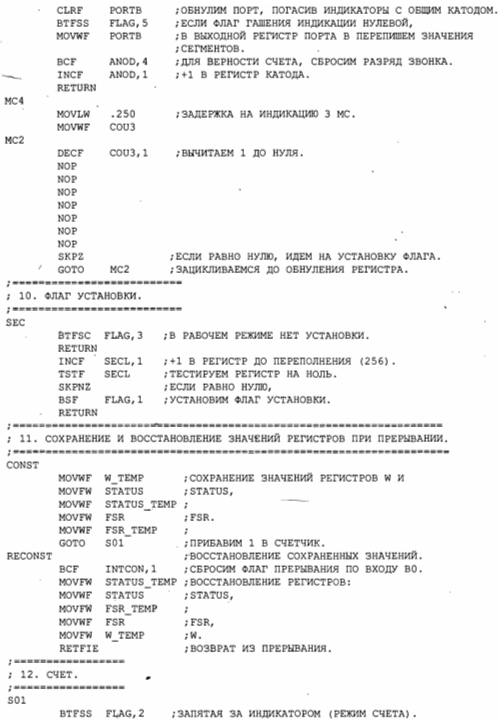 CLRF PORTB ;ОБНУЛИМ ПОРТ, ПОГАСИВ ИНДИКАТОРЫ С ОБЩИМ КАТОДОМ.
BTFSS FLAG,5 ;ЕСЛИ ФЛАГ ГАШЕНИЯ ИНДИКАЦИИ НУЛЕВОЙ,
MOVWF PORTB ;В ВЫХОДНОЙ РЕГИСТР ПОРТА В ПЕРЕПИШЕМ ЗНАЧЕНИЯ
;СЕГМЕНТОВ.
BCF ANOD,4 ;ДЛЯ ВЕРНОСТИ СЧЕТА, СБРОСИМ РАЗРЯД ЗВОНКА.
INCF ANOD,1 ;+1 В РЕГИСТР КАТОДА.
RETURN
MC4
MOVLW .250 ;ЗАДЕРЖКА НА ИНДИКАЦИЮ 3 МС.
MOVWF COU3
MC2
DECF COU3,1 ;ВЫЧИТАЕМ 1 ДО НУЛЯ.
NOP
NOP
NOP
NOP
NOP
NOP
NOP
SKPZ ;ЕСЛИ РАВНО НУЛЮ, ИДЕМ НА УСТАНОВКУ ФЛАГА.
GOTO MC2 ;ЗАЦИКЛИВАЕМСЯ ДО ОБНУЛЕНИЯ РЕГИСТРА.
;==========================
; 10. ФЛАГ УСТАНОВКИ.
;==========================
SEC
BTFSC FLAG,3 ;В РАБОЧЕМ РЕЖИМЕ НЕТ УСТАНОВКИ.
RETURN
INCF SECL,1 ;+1 В РЕГИСТР ДО ПЕРЕПОЛНЕНИЯ (256).
TSTF SECL ;ТЕСТИРУЕМ РЕГИСТР НА НОЛЬ.
SKPNZ ;ЕСЛИ РАВНО НУЛЮ,
BSF FLAG,1 ;УСТАНОВИМ ФЛАГ УСТАНОВКИ.
RETURN
;==================================================================
; 11. СОХРАНЕНИЕ И ВОССТАНОВЛЕНИЕ ЗНАЧЕНИЙ РЕГИСТРОВ ПРИ ПРЕРЫВАНИИ.
;===================================================================
CONST
MOVWF W_TEMP ;СОХРАНЕНИЕ ЗНАЧЕНИЙ РЕГИСТРОВ W И
MOVFW STATUS ;STATUS,
MOVWF STATUS_TEMP ;
MOVFW FSR ;FSR.
MOVWF FSR_TEMP ;
GOTO S01 ;ПРИБАВИМ 1 В СЧЕТЧИК.
RECONST ;ВОССТАНОВЛЕНИЕ СОХРАНЕННЫХ ЗНАЧЕНИЙ.
BCF INTCON,1 ;СБРОСИМ ФЛАГ ПРЕРЫВАНИЯ ПО ВХОДУ B0.
MOVFW STATUS_TEMP ;ВОССТАНОВЛЕНИЕ РЕГИСТРОВ:
MOVWF STATUS ;STATUS,
MOVFW FSR_TEMP ;
MOVWF FSR ;FSR,
MOVFW W_TEMP ;W.
RETFIE ;ВОЗВРАТ ИЗ ПРЕРЫВАНИЯ.
;=================
; 12. СЧЕТ.
;=================
S01
BTFSS FLAG,2 ;ЗАПЯТАЯ ЗА ИНДИКАТОРОМ (РЕЖИМ СЧЕТА).